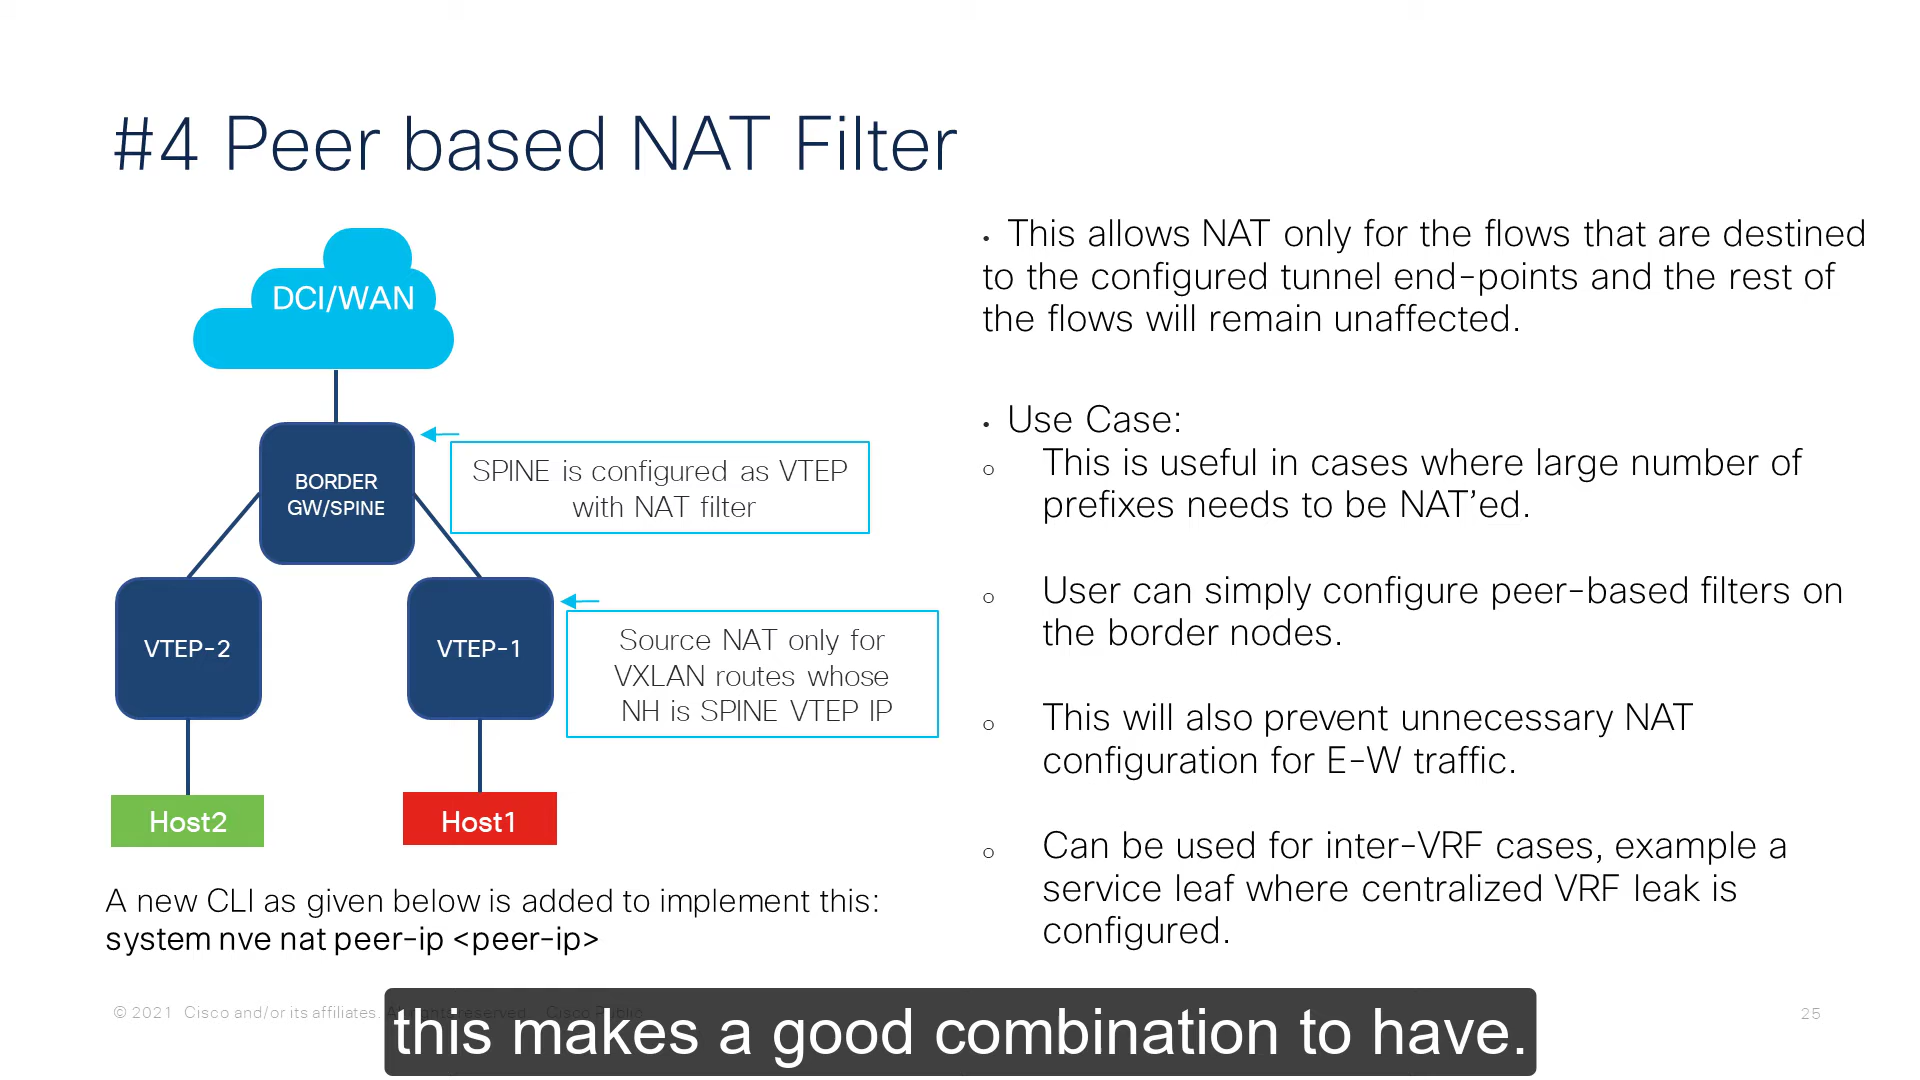 #4 Peer based NAT Filter
DCI/WAN
BORDER
GW/SPINE
SPINE is configured as VTEP
with NAT filter
VTEP-2
VTEP-1
Source NAT only for
VXLAN routes whose
NH is SPINE VTEP IP
Host2
Host1
A new CLI as given below is added to implement this:
system nve nat peer-ip <peer-ip>
• This allows NAT only for the flows that are destined
to the configured tunnel end-points and the rest of
the flows will remain unaffected.
• Use Case:
o This is useful in cases where large number of
prefixes needs to be NAT’ed.
o User can simply configure peer-based filters on
the border nodes.
o This will also prevent unnecessary NAT
configuration for E-W traffic.
o Can be used for inter-VRF cases, example a
service leaf where centralized VRF leak is
configured.
© 2021 Cisco and/or its affiliates. All rights reserved. Cisco Public
25
this makes a good combination to have.